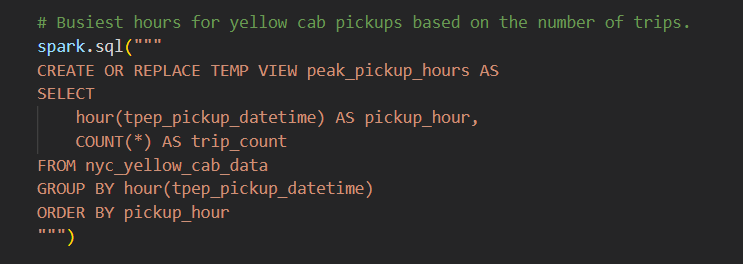 # Busiest hours for yellow cab pickups based on the number of trips.
spark.sql("""
CREATE OR REPLACE TEMP VIEW peak_pickup_hours AS
SELECT
    hour(tpep_pickup_datetime) AS pickup_hour,
    COUNT(*) AS trip_count
FROM nyc_yellow_cab_data
GROUP BY hour(tpep_pickup_datetime)
ORDER BY pickup_hour
""")